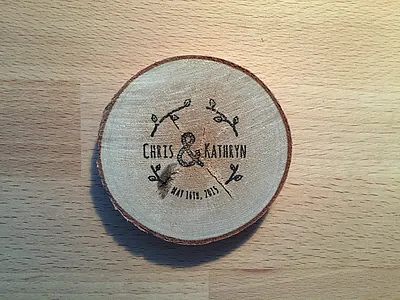 CHRIS & KATHRYN
MAY 16TH, 2015